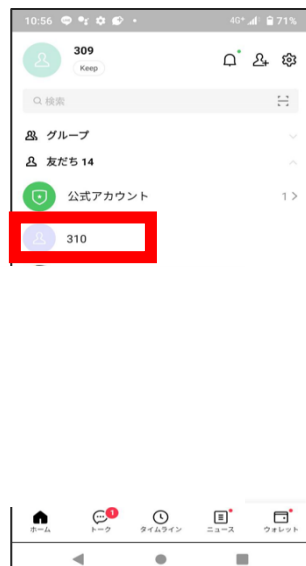 10:56
4G+
71%
309
Keep
検索
グループ
友だち 14
公式アカウント
1 >
310
1
ホーム
トーク
タイムライン
ニュース
ウォレット